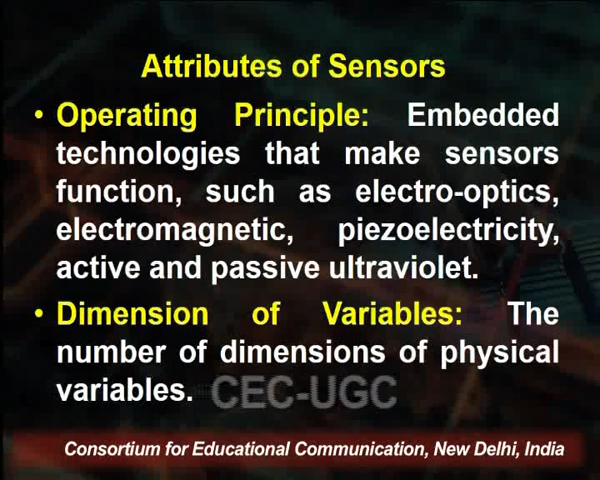 Attributes of Sensors
• Operating Principle: Embedded
technologies that make sensors
function, such as electro-optics,
electromagnetic, piezoelectricity,
active and passive ultraviolet.
• Dimension of Variables: The
number of dimensions of physical
variables.
CEC-UGC
Consortium for Educational Communication, New Delhi, India